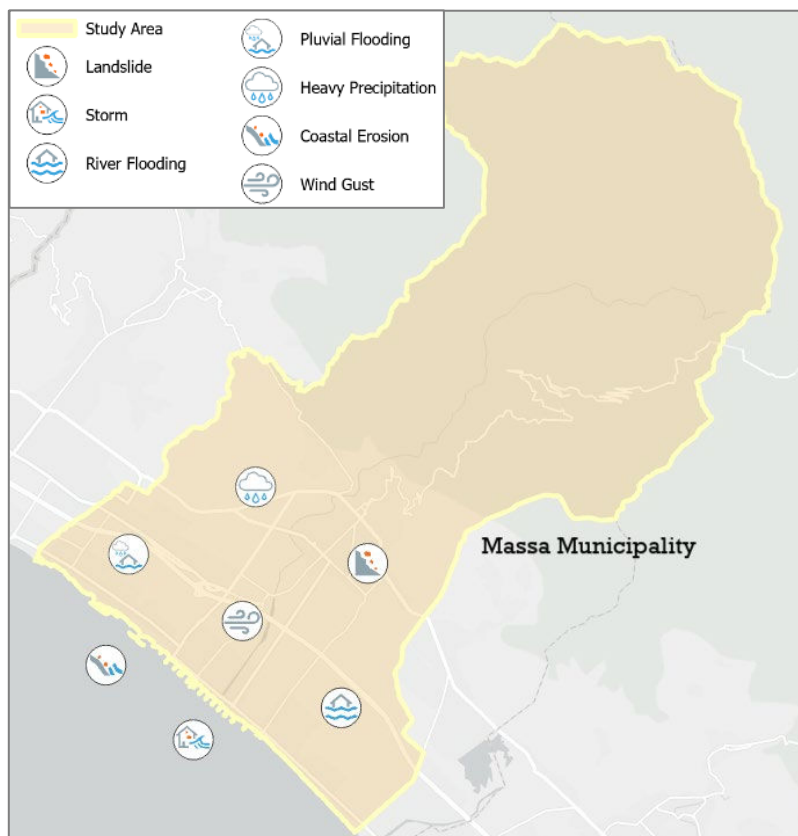 Study Area
Landslide
Storm
River Flooding
Pluvial Flooding
Heavy Precipitation
Coastal Erosion
Wind Gust
Massa Municipality